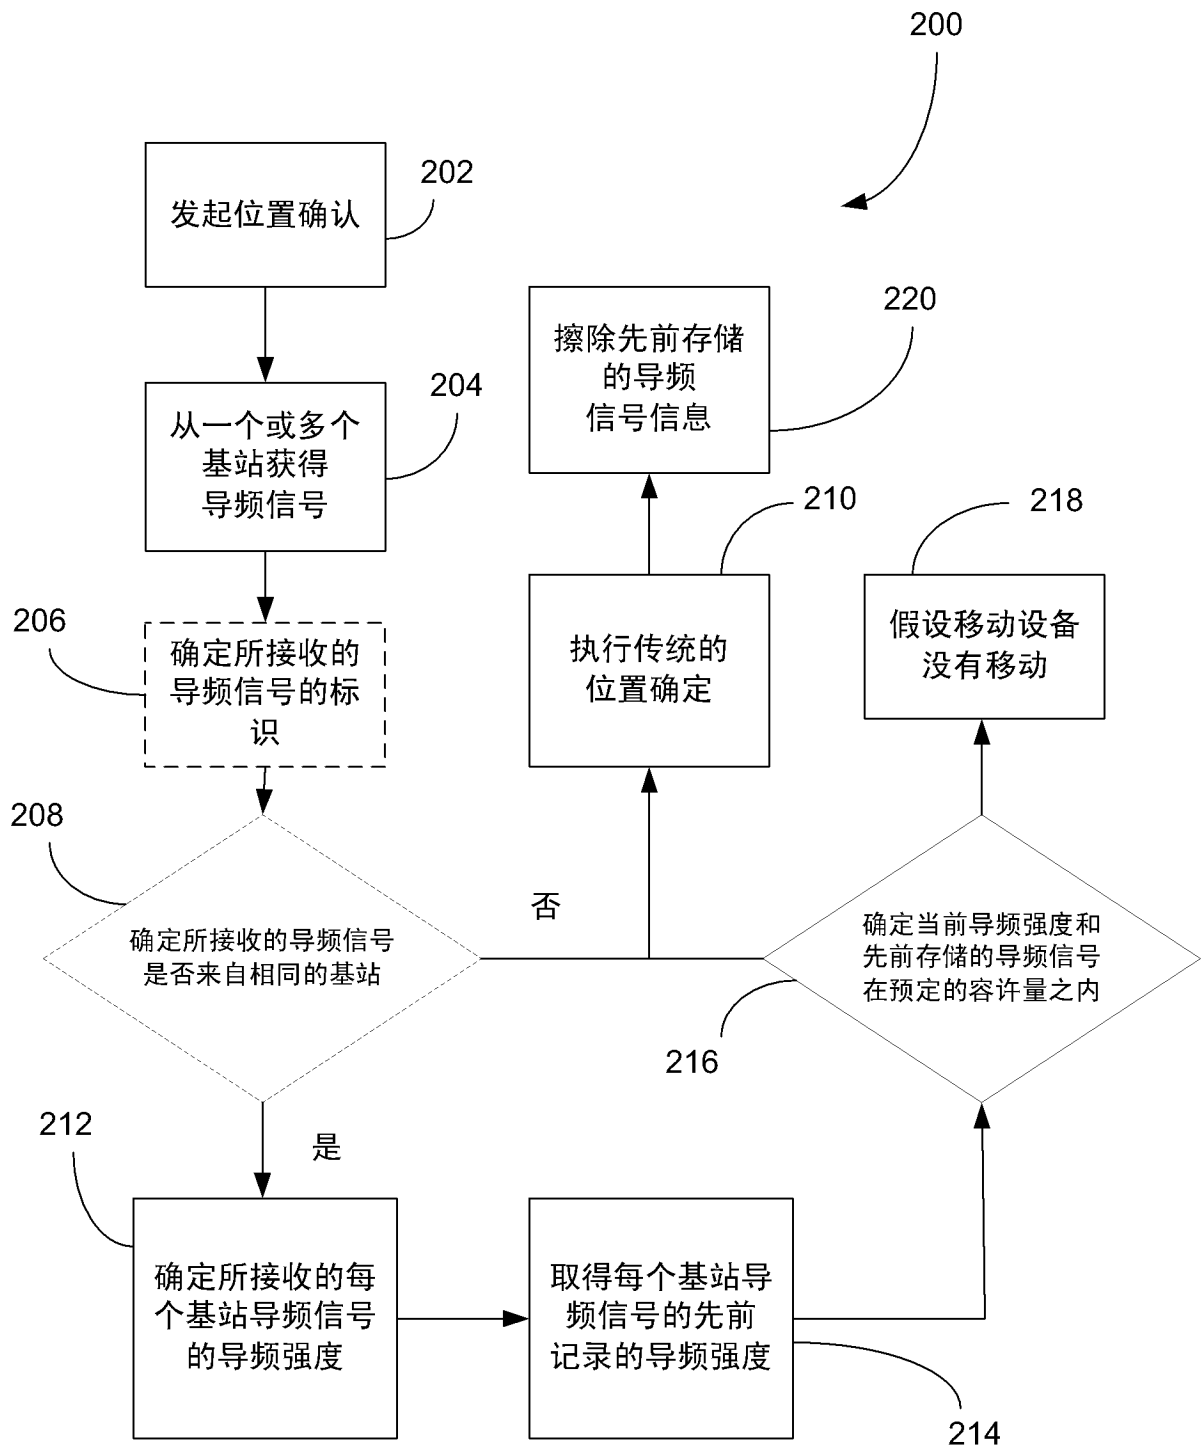 200
202
发起位置确认
204
从一个或多个
基站获得
导频信号
206
确定所接收的
导频信号的标
识
208
确定所接收的导频信号
是否来自相同的基站
否
是
220
擦除先前存储
的导频
信号信息
210
执行传统的
位置确定
218
假设移动设备
没有移动
确定当前导频强度和
先前存储的导频信号
在预定的容许量之内
216
212
确定所接收的每
个基站导频信号
的导频强度
取得每个基站导
频信号的先前
记录的导频强度
214